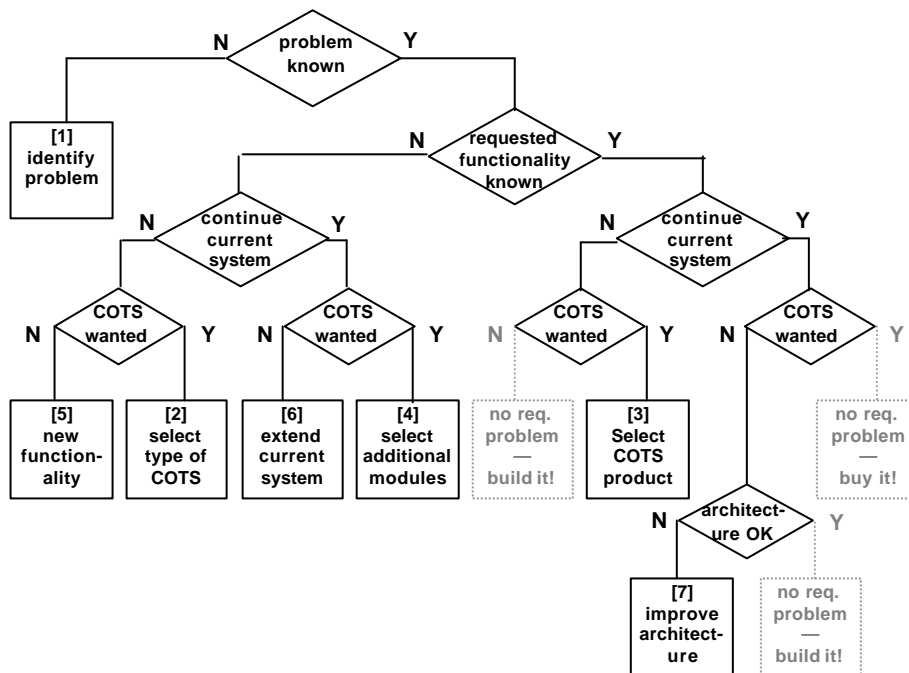 N
problem
known
Y
[1]
identify
problem
N
requested
functionality
known
Y
N
continue
current
system
Y
N
continue
current
system
Y
N
COTS
wanted
Y
N
COTS
wanted
Y
N
COTS
wanted
Y
N
COTS
wanted
Y
[5]
new
function-
ality
[2]
select
type of
COTS
[6]
extend
current
system
[4]
select
additional
modules
no req.
problem
—
build it!
[3]
Select
COTS
product
no req.
problem
—
buy it!
N
architect-
ure OK
Y
[7]
improve
architect-
ure
no req.
problem
—
build it!